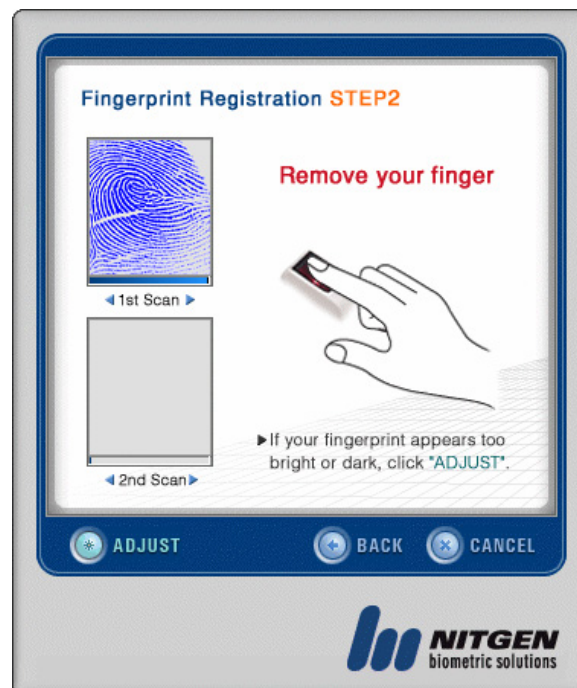 Fingerprint Registration STEP2
Remove your finger
1st Scan
2nd Scan
If your fingerprint appears too
bright or dark, click "ADJUST".
ADJUST
BACK
CANCEL
NITGEN
biometric solutions